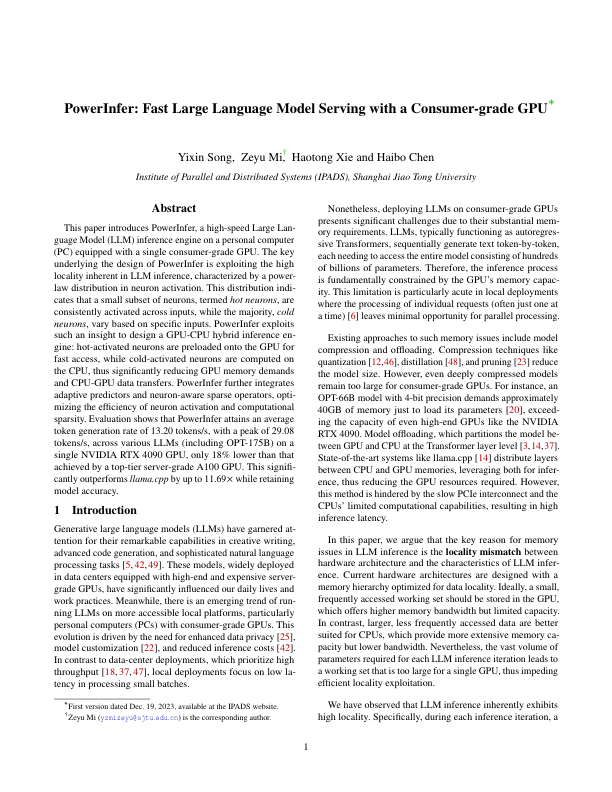 PowerInfer: Fast Large Language Model Serving with a Consumer-grade GPU*
Yixin Song, Zeyu Mi,† Haotong Xie and Haibo Chen
Institute of Parallel and Distributed Systems (IPADS), Shanghai Jiao Tong University
Abstract
This paper introduces PowerInfer, a high-speed Large Lan-
guage Model (LLM) inference engine on a personal computer
(PC) equipped with a single consumer-grade GPU. The key
underlying the design of PowerInfer is exploiting the high
locality inherent in LLM inference, characterized by a power-
law distribution in neuron activation. This distribution indi-
cates that a small subset of neurons, termed hot neurons, are
consistently activated across inputs, while the majority, cold
neurons, vary based on specific inputs. PowerInfer exploits
such an insight to design a GPU-CPU hybrid inference en-
gine: hot-activated neurons are preloaded onto the GPU for
fast access, while cold-activated neurons are computed on
the CPU, thus significantly reducing GPU memory demands
and CPU-GPU data transfers. PowerInfer further integrates
adaptive predictors and neuron-aware sparse operators, opti-
mizing the efficiency of neuron activation and computational
sparsity. Evaluation shows that PowerInfer attains an average
token generation rate of 13.20 tokens/s, with a peak of 29.08
tokens/s, across various LLMs (including OPT-175B) on a
single NVIDIA RTX 4090 GPU, only 18% lower than that
achieved by a top-tier server-grade A100 GPU. This signifi-
cantly outperforms llama.cpp by up to 11.69× while retaining
model accuracy.
1 Introduction
Generative large language models (LLMs) have garnered at-
tention for their remarkable capabilities in creative writing,
advanced code generation, and sophisticated natural language
processing tasks [5,42,49]. These models, widely deployed
in data centers equipped with high-end and expensive server-
grade GPUs, have significantly influenced our daily lives and
work practices. Meanwhile, there is an emerging trend of run-
ning LLMs on more accessible local platforms, particularly
personal computers (PCs) with consumer-grade GPUs. This
evolution is driven by the need for enhanced data privacy [25],
model customization [22], and reduced inference costs [42].
In contrast to data-center deployments, which prioritize high
throughput [18,37,47], local deployments focus on low la-
tency in processing small batches.
*First version dated Dec. 19, 2023, available at the IPADS website.
†Zeyu Mi (yzmizeyu@sjtu.edu.cn) is the corresponding author.
Nonetheless, deploying LLMs on consumer-grade GPUs
presents significant challenges due to their substantial mem-
ory requirements. LLMs, typically functioning as autoregres-
sive Transformers, sequentially generate text token-by-token,
each needing to access the entire model consisting of hundreds
of billions of parameters. Therefore, the inference process
is fundamentally constrained by the GPU's memory capac-
ity. This limitation is particularly acute in local deployments
where the processing of individual requests (often just one at
a time) [6] leaves minimal opportunity for parallel processing.
Existing approaches to such memory issues include model
compression and offloading. Compression techniques like
quantization [12,46], distillation [48], and pruning [23] reduce
the model size. However, even deeply compressed models
remain too large for consumer-grade GPUs. For instance, an
OPT-66B model with 4-bit precision demands approximately
40GB of memory just to load its parameters [20], exceed-
ing the capacity of even high-end GPUs like the NVIDIA
RTX 4090. Model offloading, which partitions the model be-
tween GPU and CPU at the Transformer layer level [3,14,37].
State-of-the-art systems like llama.cpp [14] distribute layers
between CPU and GPU memories, leveraging both for infer-
ence, thus reducing the GPU resources required. However,
this method is hindered by the slow PCIe interconnect and the
CPUs' limited computational capabilities, resulting in high
inference latency.
In this paper, we argue that the key reason for memory
issues in LLM inference is the locality mismatch between
hardware architecture and the characteristics of LLM infer-
ence. Current hardware architectures are designed with a
memory hierarchy optimized for data locality. Ideally, a small,
frequently accessed working set should be stored in the GPU,
which offers higher memory bandwidth but limited capacity.
In contrast, larger, less frequently accessed data are better
suited for CPUs, which provide more extensive memory ca-
pacity but lower bandwidth. Nevertheless, the vast volume of
parameters required for each LLM inference iteration leads to
a working set that is too large for a single GPU, thus impeding
efficient locality exploitation.
We have observed that LLM inference inherently exhibits
high locality. Specifically, during each inference iteration, a
1